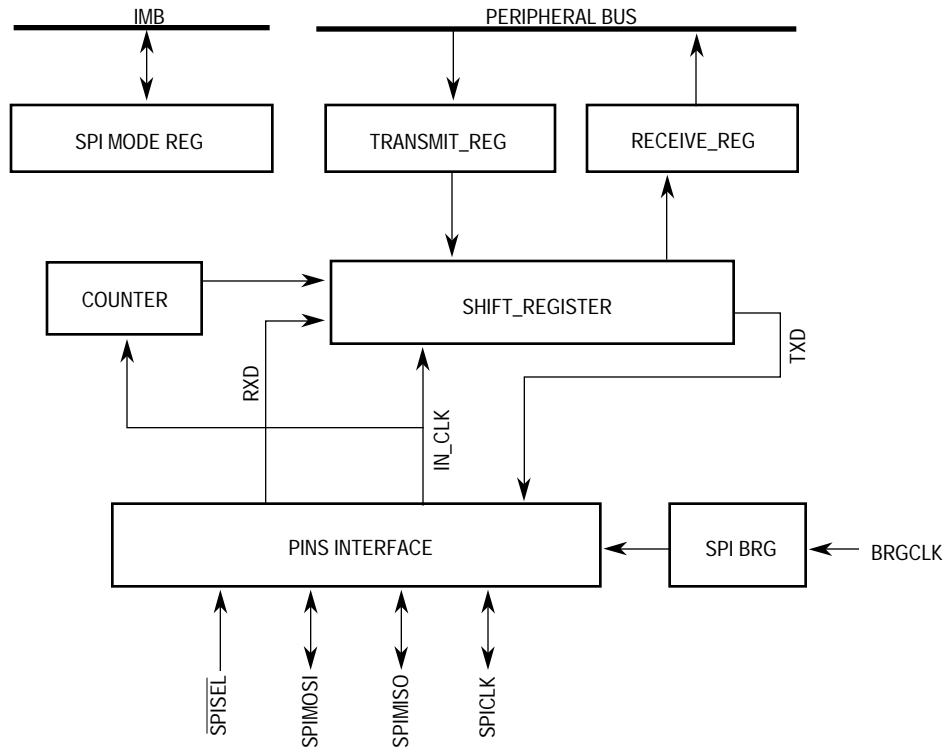 IMB
PERIPHERAL BUS
SPI MODE REG
TRANSMIT_REG
RECEIVE_REG
COUNTER
SHIFT_REGISTER
RXD
IN_CLK
TXD
PINS INTERFACE
SPI BRG
BRGCLK
SPISEL
SPIMOSI
SPIMISO
SPICLK